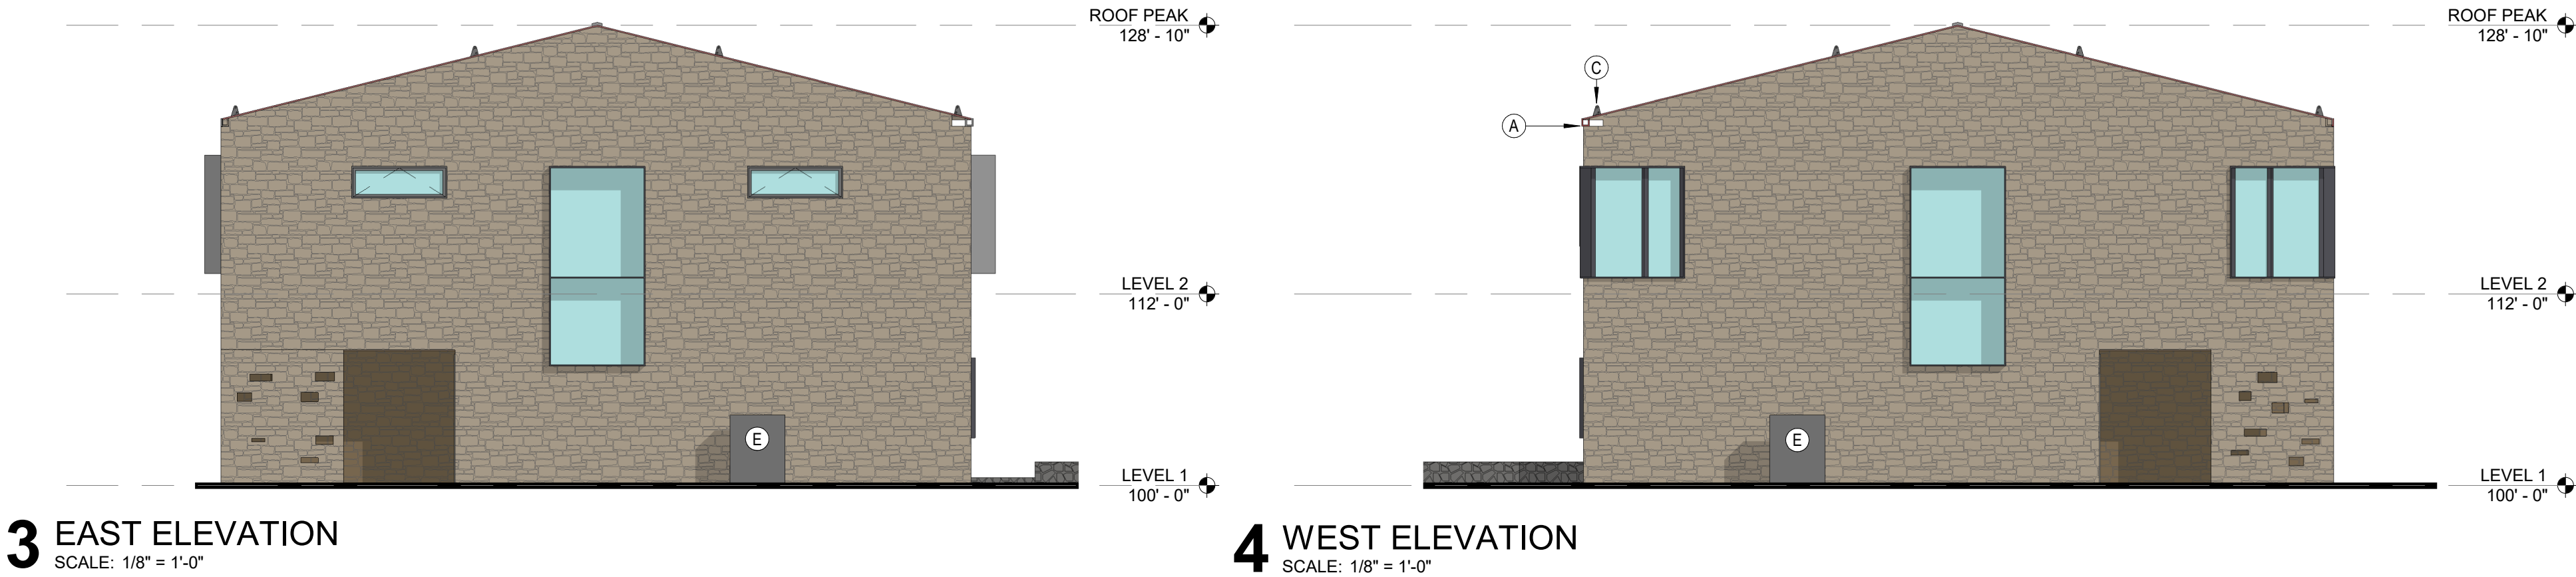 ROOF PEAK
128' - 10"
LEVEL 2
112' - 0"
E
LEVEL 1
100' - 0"
3 EAST ELEVATION
SCALE: 1/8" = 1'-0"
ROOF PEAK
128' - 10"
C
A
LEVEL 2
112' - 0"
E
LEVEL 1
100' - 0"
4 WEST ELEVATION
SCALE: 1/8" = 1'-0"